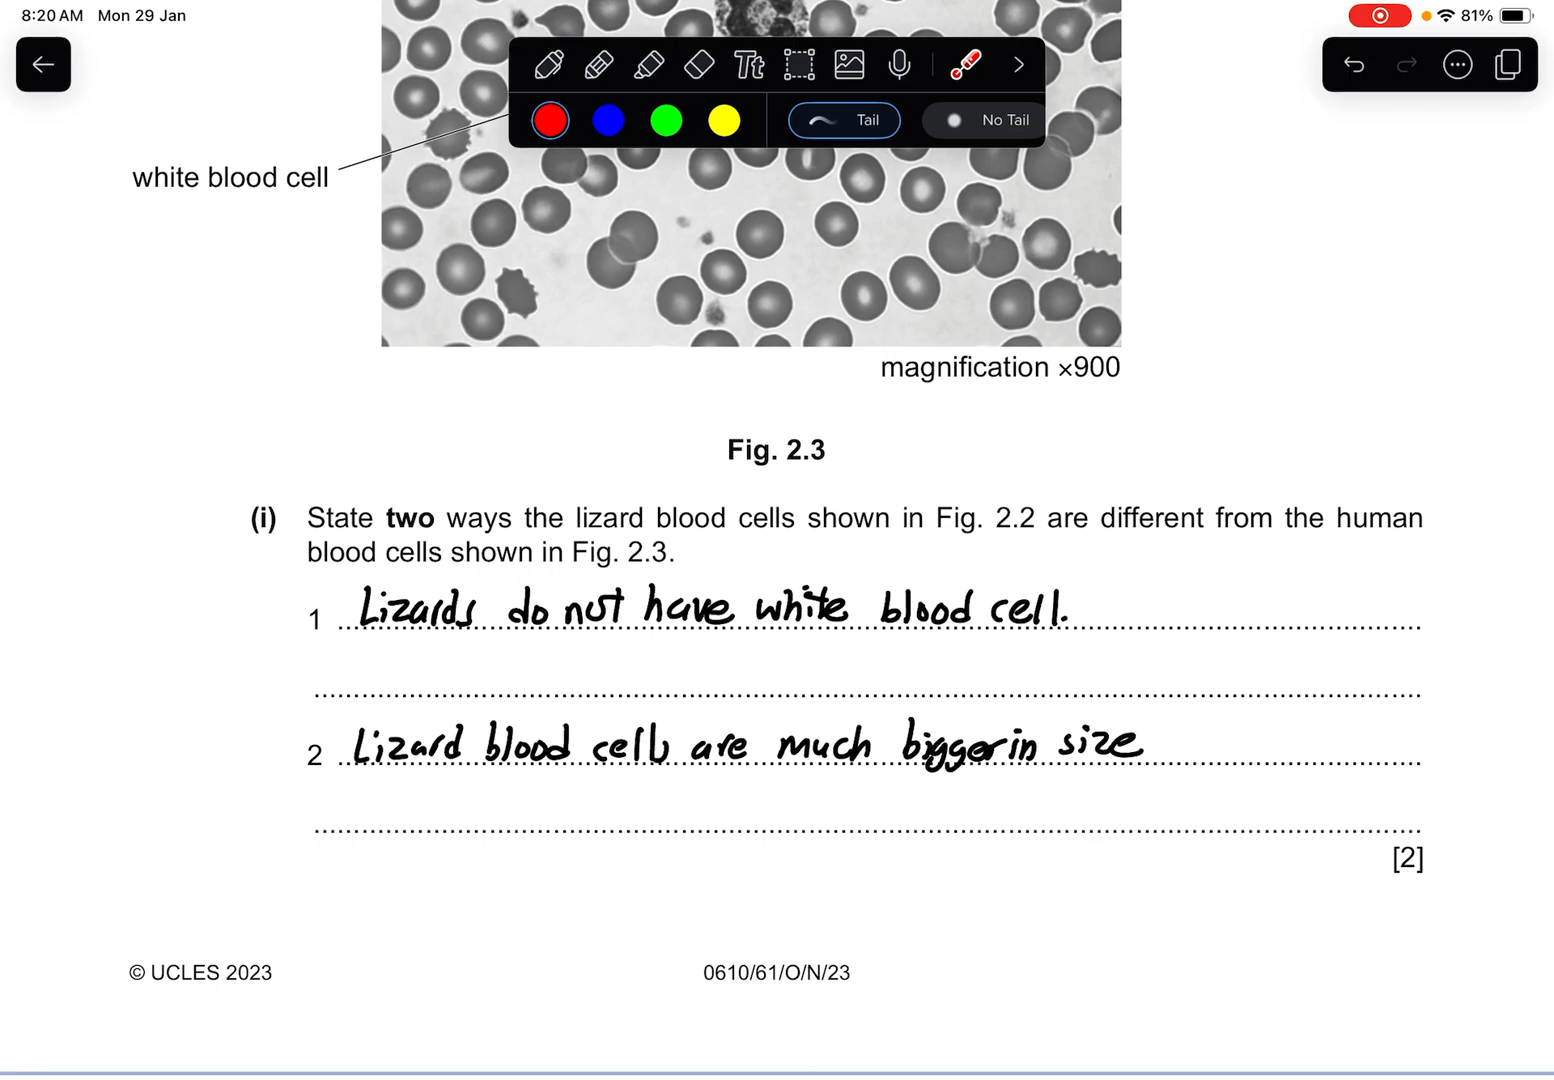 8:20 AM Mon 29 Jan
81%
Tt
Tail
No Tail
white blood cell
magnification ×900
Fig. 2.3
(i) State two ways the lizard blood cells shown in Fig. 2.2 are different from the human
blood cells shown in Fig. 2.3.
1 Lizards do not have white blood cell.
2 Lizard blood cells are much bigger in size
[2]
© UCLES 2023
0610/61/O/N/23